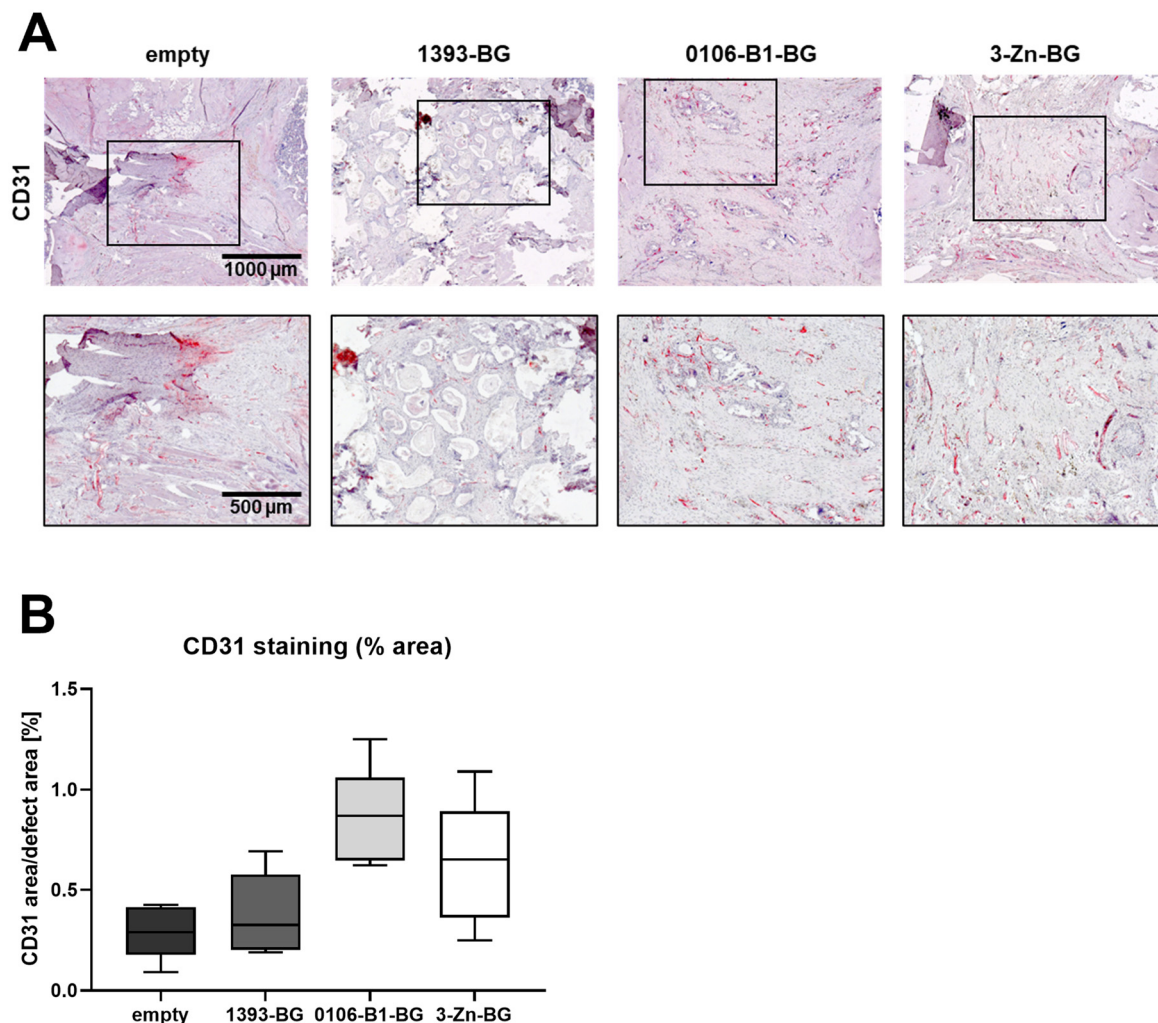 A
empty 1393-BG 0106-B1-BG 3-Zn-BG
CD31
1000 µm
500 µm
B
CD31 staining (% area)
CD31 area/defect area [%]
1.5
1.0
0.5
0.0
empty 1393-BG 0106-B1-BG 3-Zn-BG